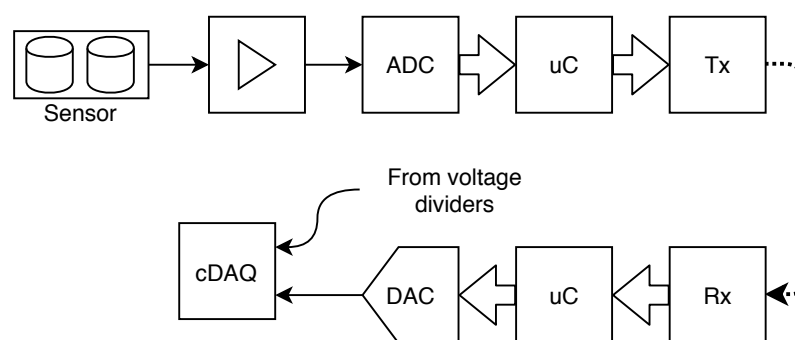 ADC
uC
Tx
Sensor
From voltage
dividers
cDAQ
DAC
uC
Rx